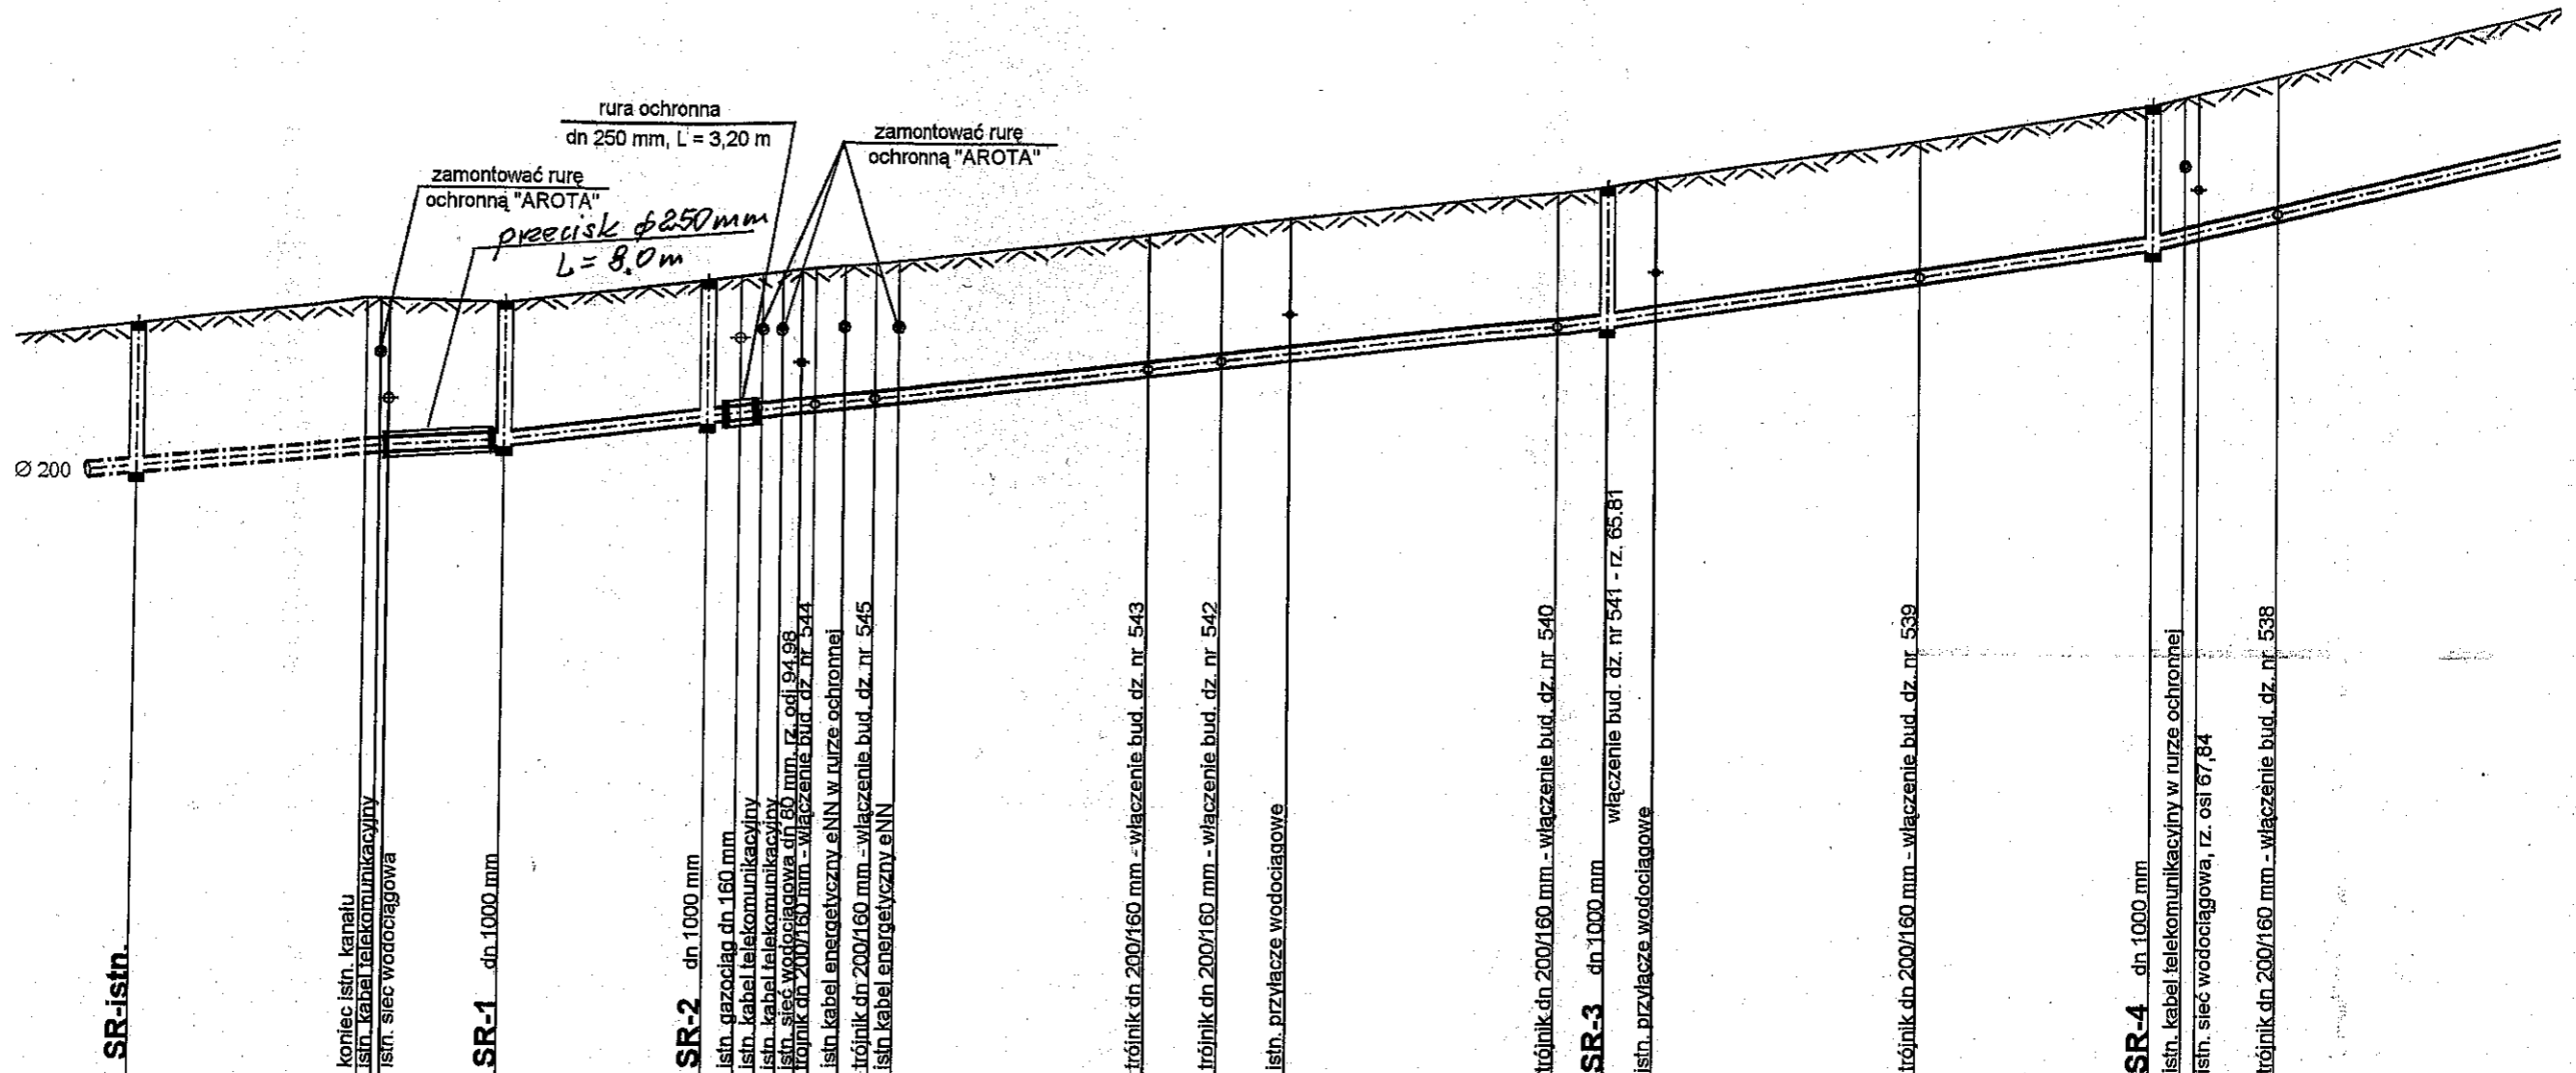 rura ochronna
dn 250 mm, L = 3,20 m
zamontować rurę
ochronną "AROTA"
zamontować rurę
ochronną "AROTA"
przecisk ϕ250mm
L = 8,0 m
Ø 200
SR-istn.
koniec istn. kanału
istn. kabel telekomunikacyjny
istn. sieć wodociągowa
SR-1 dn 1000 mm
SR-2 dn 1000 mm
istn. gazociąg dn 160 mm
istn. kabel telekomunikacyjny
istn. kabel telekomunikacyjny
istn. sieć wodociągowa dn 80 mm, rz. odj 94,98
trójnik dn 200/160 mm - włączenie bud. dz. nr 544
istn. kabel energetyczny eNN w rurze ochronnej
trójnik dn 200/160 mm - włączenie bud. dz. nr 545
istn kabel energetyczny eNN
trójnik dn 200/160 mm - włączenie bud. dz. nr 543
trójnik dn 200/160 mm - włączenie bud. dz. nr 542
istn. przyłącze wodociągowe
trójnik dn 200/160 mm - włączenie bud. dz. nr 540
SR-3 dn 1000 mm
włączenie bud. dz. nr 541 - rz. 65.81
istn. przyłącze wodociągowe
trójnik dn 200/160 mm - włączenie bud. dz. nr 539
SR-4 dn 1000 mm
istn. kabel telekomunikacyjny w rurze ochronnej
istn. sieć wodociągowa, rz. osi 67,84
trójnik dn 200/160 mm - włączenie bud. dz. nr 538